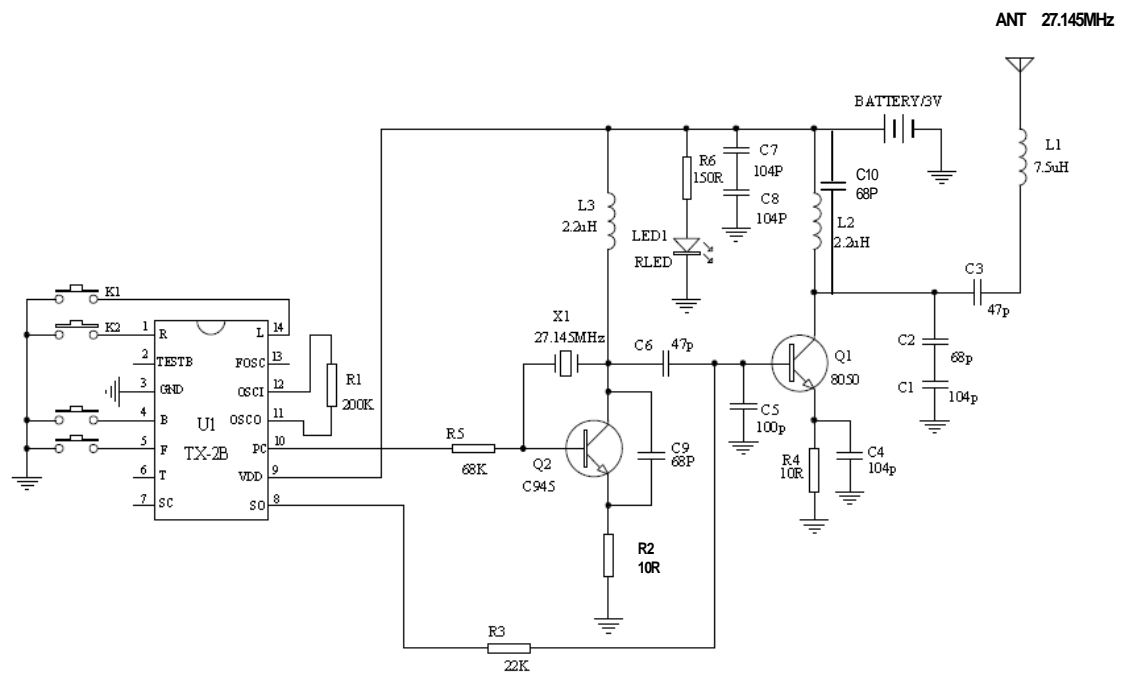 ANT 27.145MHz
BATTERY/3V
L1
7.5uH
R6
150R
C7
104P
C8
104P
C10
68P
L3
2.2uH
L2
2.2uH
LED1
RLED
C3
47p
K1
K2
X1
27.145MHz
C6 47p
C2
68p
C1
104p
Q1
8050
1 R L 14
2 TESTB FOSC 13
3 GND OSCI 12
4 B OSCO 11
5 F PC 10
6 T VDD 9
7 SC SO 8
U1
TX-2B
R1
200K
C5
100p
R5
68K
Q2
C945
C9
68P
R4
10R
C4
104p
R2
10R
R3
22K